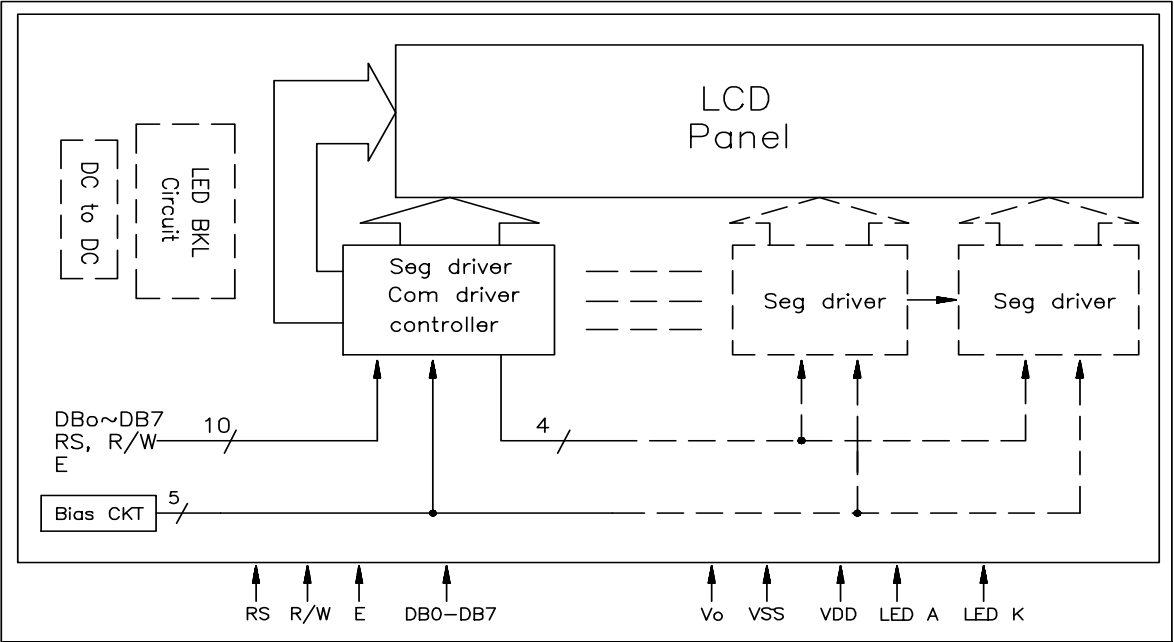 LCD
Panel
DC to DC
LED BKL
Circuit
Seg driver
Com driver
controller
Seg driver
Seg driver
DBo~DB7
RS, R/W
E
10
4
Bias CKT
5
RS
R/W
E
DB0-DB7
Vo
VSS
VDD
LED A
LED K